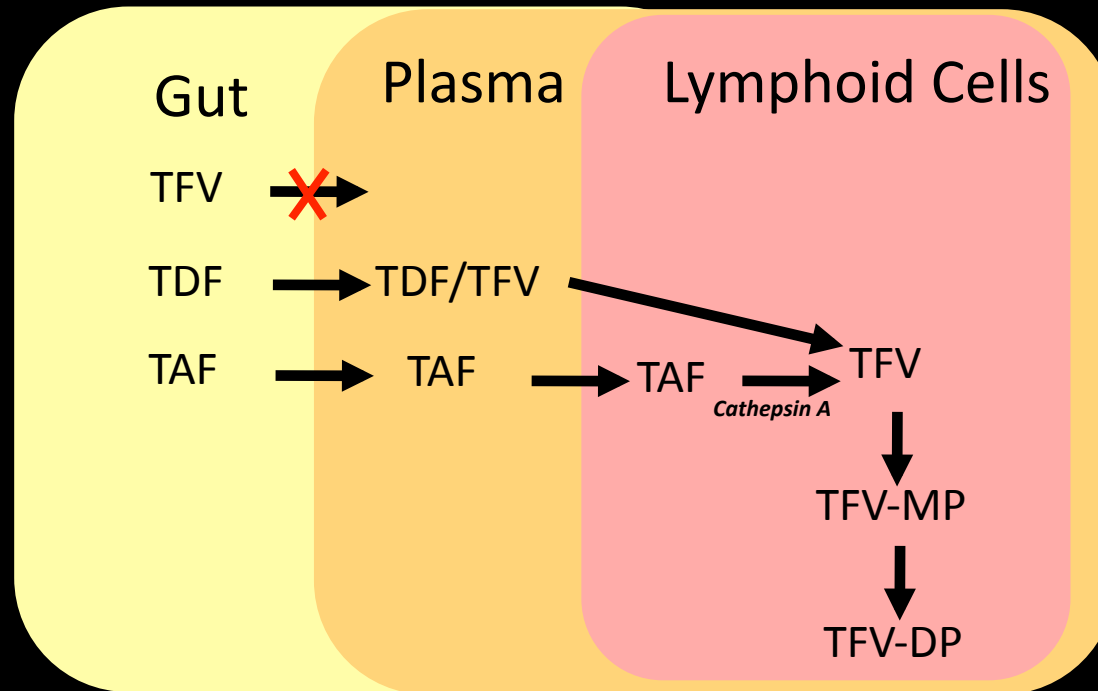 Gut
Plasma
Lymphoid Cells
TFV
TDF
TDF/TFV
TAF
TAF
TAF
Cathepsin A
TFV
TFV-MP
TFV-DP